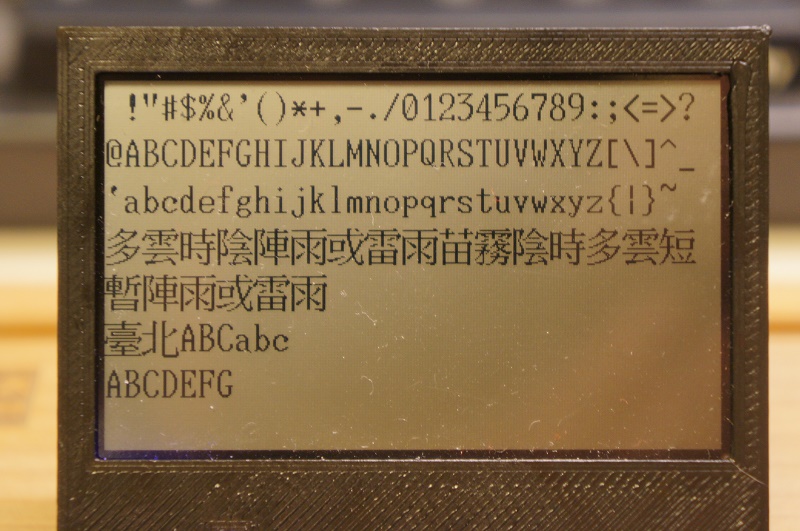 !"#$%&'()*+,-./0123456789:;<=>?
@ABCDEFGHIJKLMNOPQRSTUVWXYZ[\]^_
`abcdefghijklmnopqrstuvwxyz{|}~
多雲時陰陣雨或雷雨苗霧陰時多雲短
暫陣雨或雷雨
臺北ABCabc
ABCDEFG